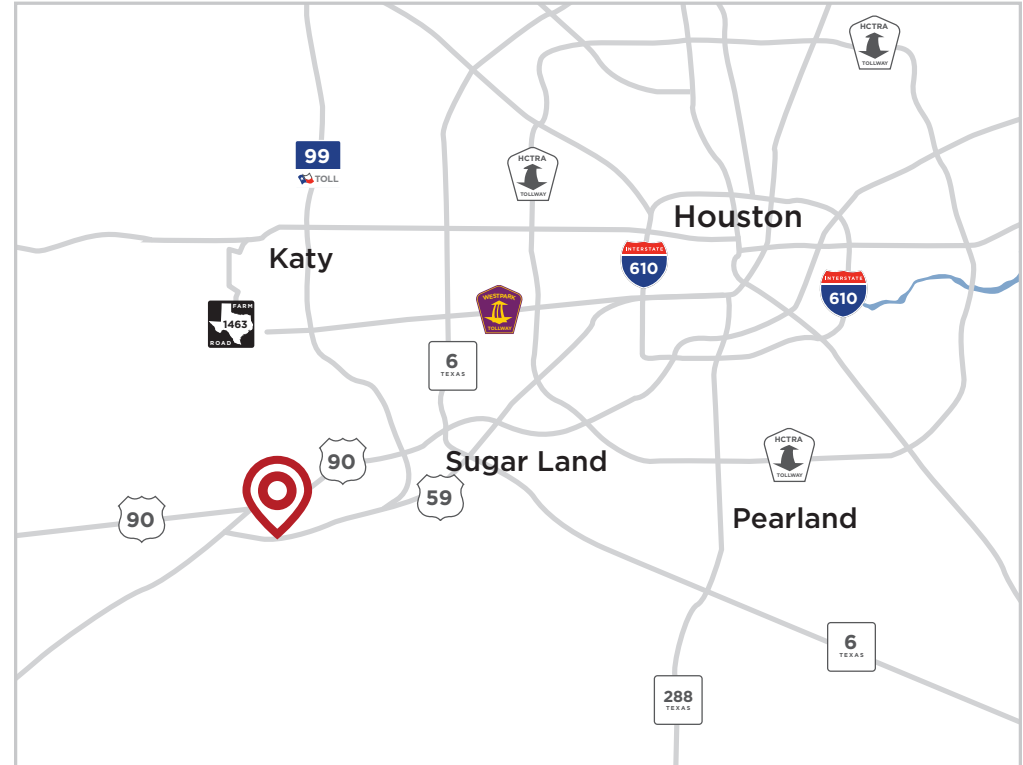 HCTRA
TOLLWAY
99
TOLL
HCTRA
TOLLWAY
Houston
Katy
INTERSTATE
610
INTERSTATE
610
WESTPARK
TOLLWAY
FARM
1463
ROAD
6
TEXAS
HCTRA
TOLLWAY
90
Sugar Land
59
90
Pearland
6
TEXAS
288
TEXAS